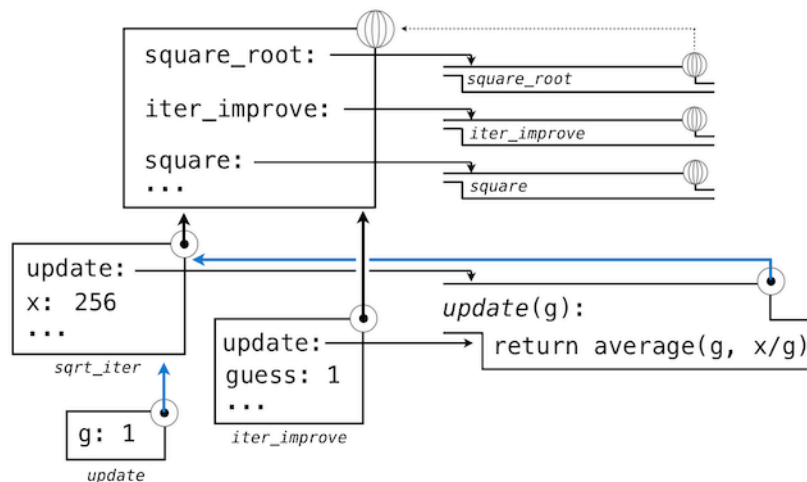 square_root:
square_root
iter_improve:
iter_improve
square:
square
...
update:
x: 256
...
sqrt_iter
update:
guess: 1
...
iter_improve
update(g):
return average(g, x/g)
g: 1
update